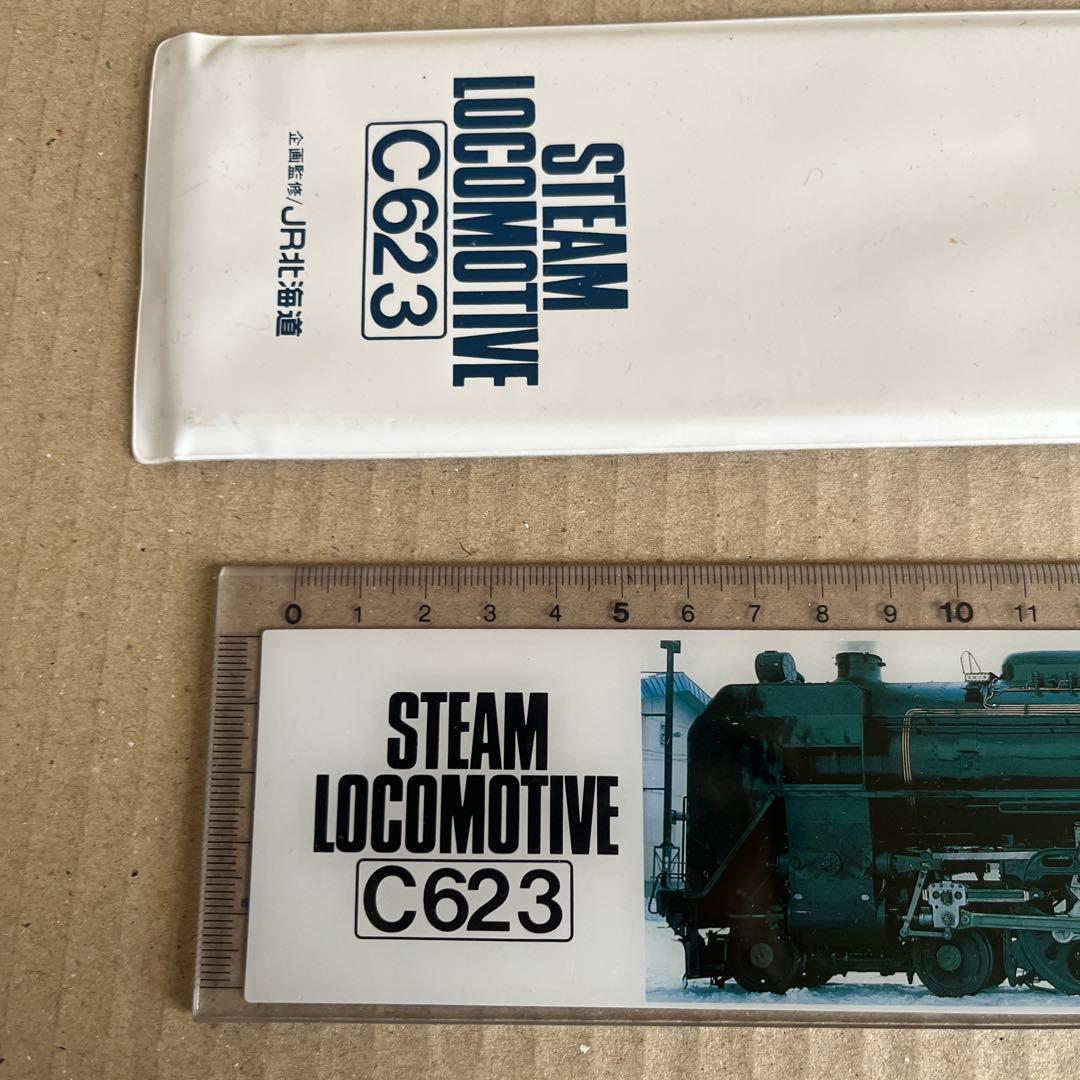 STEAM
LOCOMOTIVE
C623
企画監修/JR北海道
0 1 2 3 4 5 6 7 8 9 10 11
STEAM
LOCOMOTIVE
C623